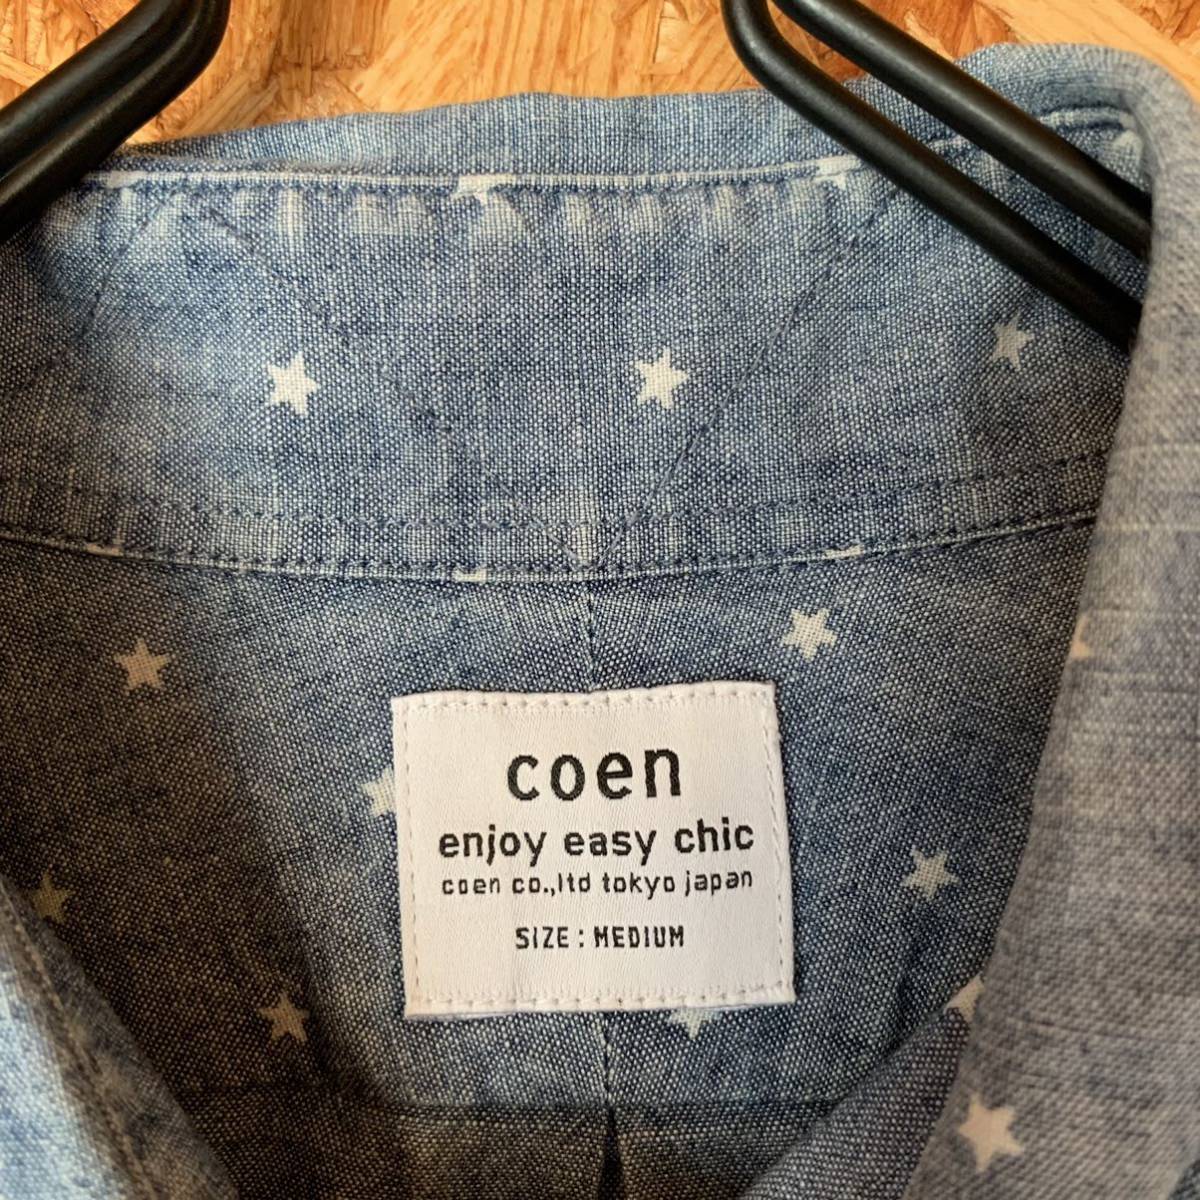 coen
enjoy easy chic
coen co.,ltd tokyo japan
SIZE : MEDIUM